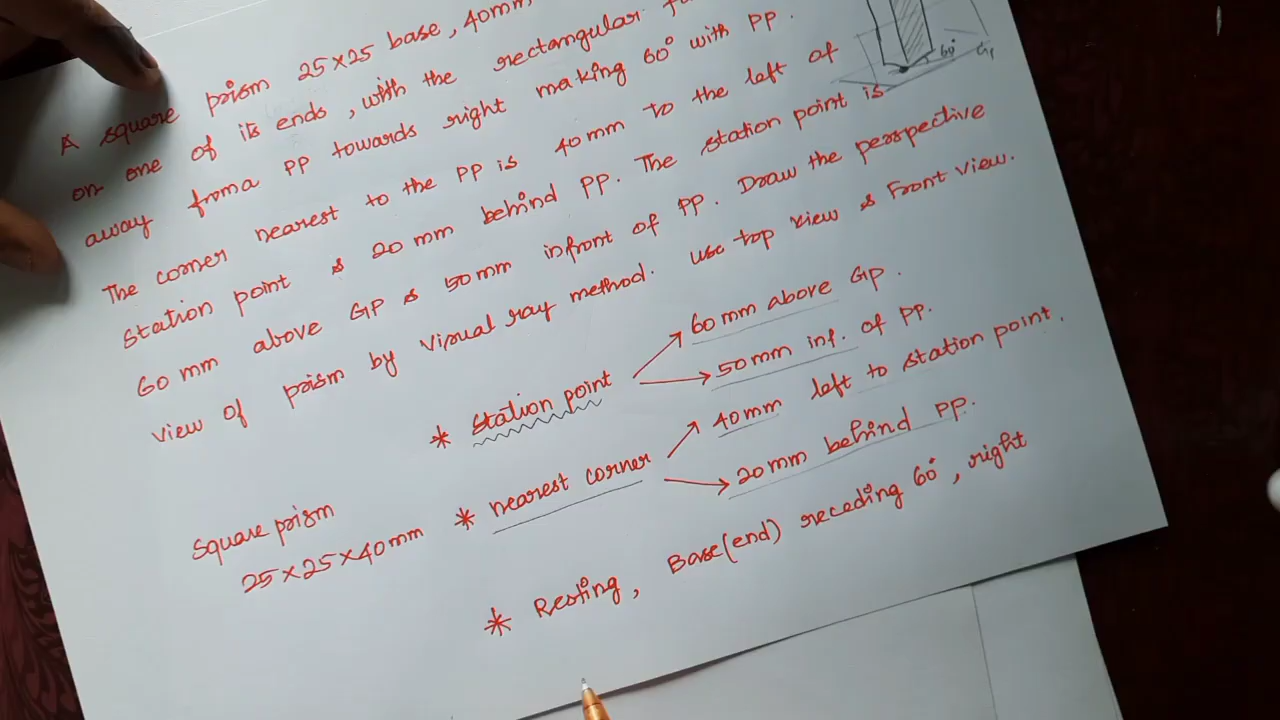 A square prism 25×25 base, 40mm
on one of its ends, with the rectangular
away froma PP towards right making 60° with PP.
The corner nearest to the PP is 40mm to the left of
station point & 20 mm behind PP. The station point is
60 mm above GP & 50mm infront of PP. Draw the perspective
view of prism by Visual ray method. Use top view & Front view.
* Station point
60 mm above GP.
50mm inf. of PP.
Square prism
25×25×40mm
* nearest corner
40mm left to station point.
20mm behind PP.
* Resting, Base(end) receding 60°, right
60°
GP